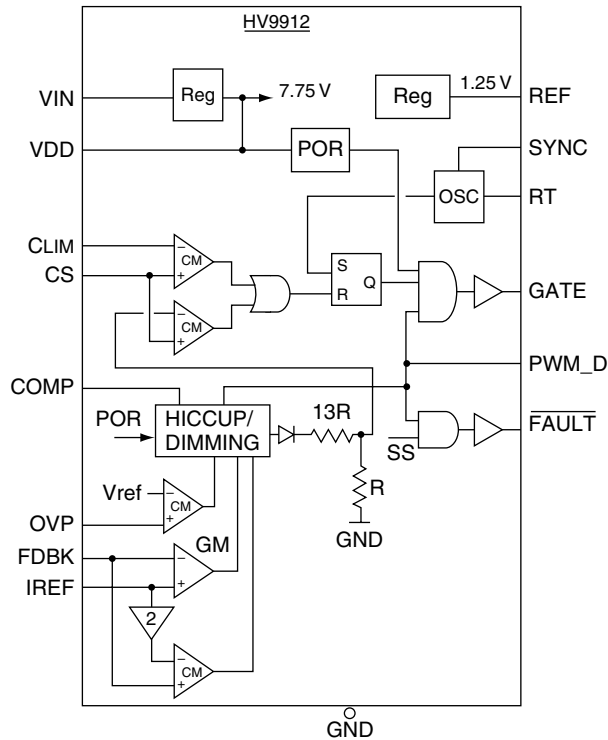 HV9912
VIN
Reg
7.75 V
Reg
1.25 V
REF
VDD
POR
SYNC
OSC
RT
CLIM
CS
−
CM
+
S
Q
R
GATE
−
CM
+
PWM_D
COMP
POR
HICCUP/
DIMMING
13R
SS
FAULT
R
GND
Vref
−
CM
+
OVP
FDBK
GM
−
+
IREF
2
−
CM
+
GND